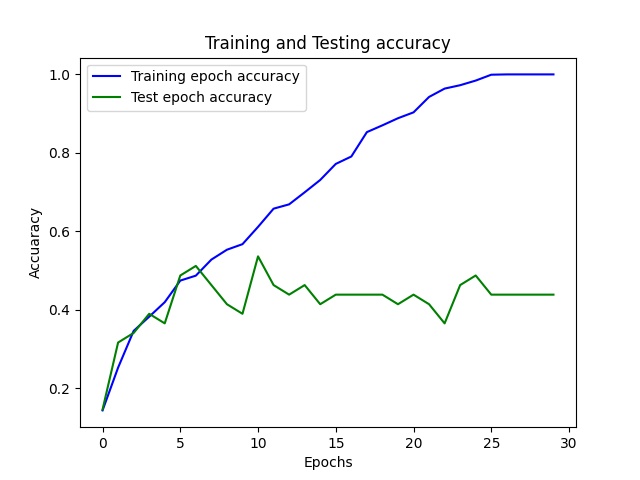 Training and Testing accuracy
Training epoch accuracy
Test epoch accuracy
1.0
0.8
0.6
0.4
0.2
Accuaracy
0 5 10 15 20 25 30
Epochs